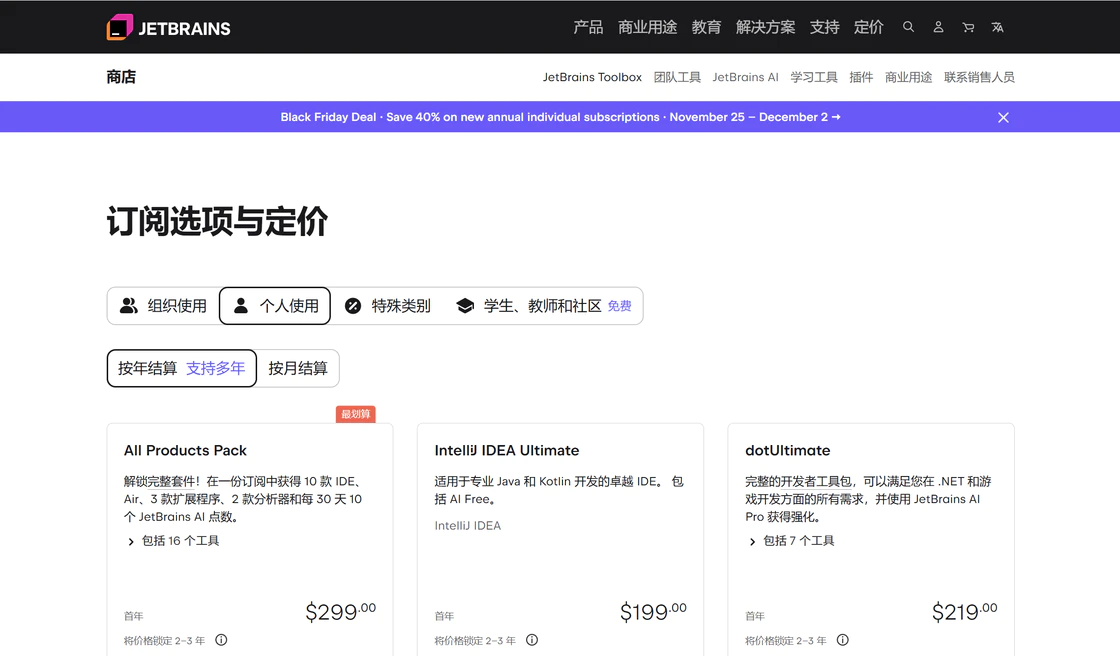 JETBRAINS
产品 商业用途 教育 解决方案 支持 定价
商店
JetBrains Toolbox 团队工具 JetBrains AI 学习工具 插件 商业用途 联系销售人员
Black Friday Deal · Save 40% on new annual individual subscriptions · November 25 – December 2 →
订阅选项与定价
组织使用 个人使用 特殊类别 学生、教师和社区 免费
按年结算 支持多年 按月结算
最划算
All Products Pack
解锁完整套件！在一份订阅中获得 10 款 IDE、
Air、3 款扩展程序、2 款分析器和每 30 天 10
个 JetBrains AI 点数。
包括 16 个工具
首年 $299.00
将价格锁定 2–3 年
IntelliJ IDEA Ultimate
适用于专业 Java 和 Kotlin 开发的卓越 IDE。 包
括 AI Free。
IntelliJ IDEA
首年 $199.00
将价格锁定 2–3 年
dotUltimate
完整的开发者工具包，可以满足您在 .NET 和游
戏开发方面的所有需求，并使用 JetBrains AI
Pro 获得强化。
包括 7 个工具
首年 $219.00
将价格锁定 2–3 年